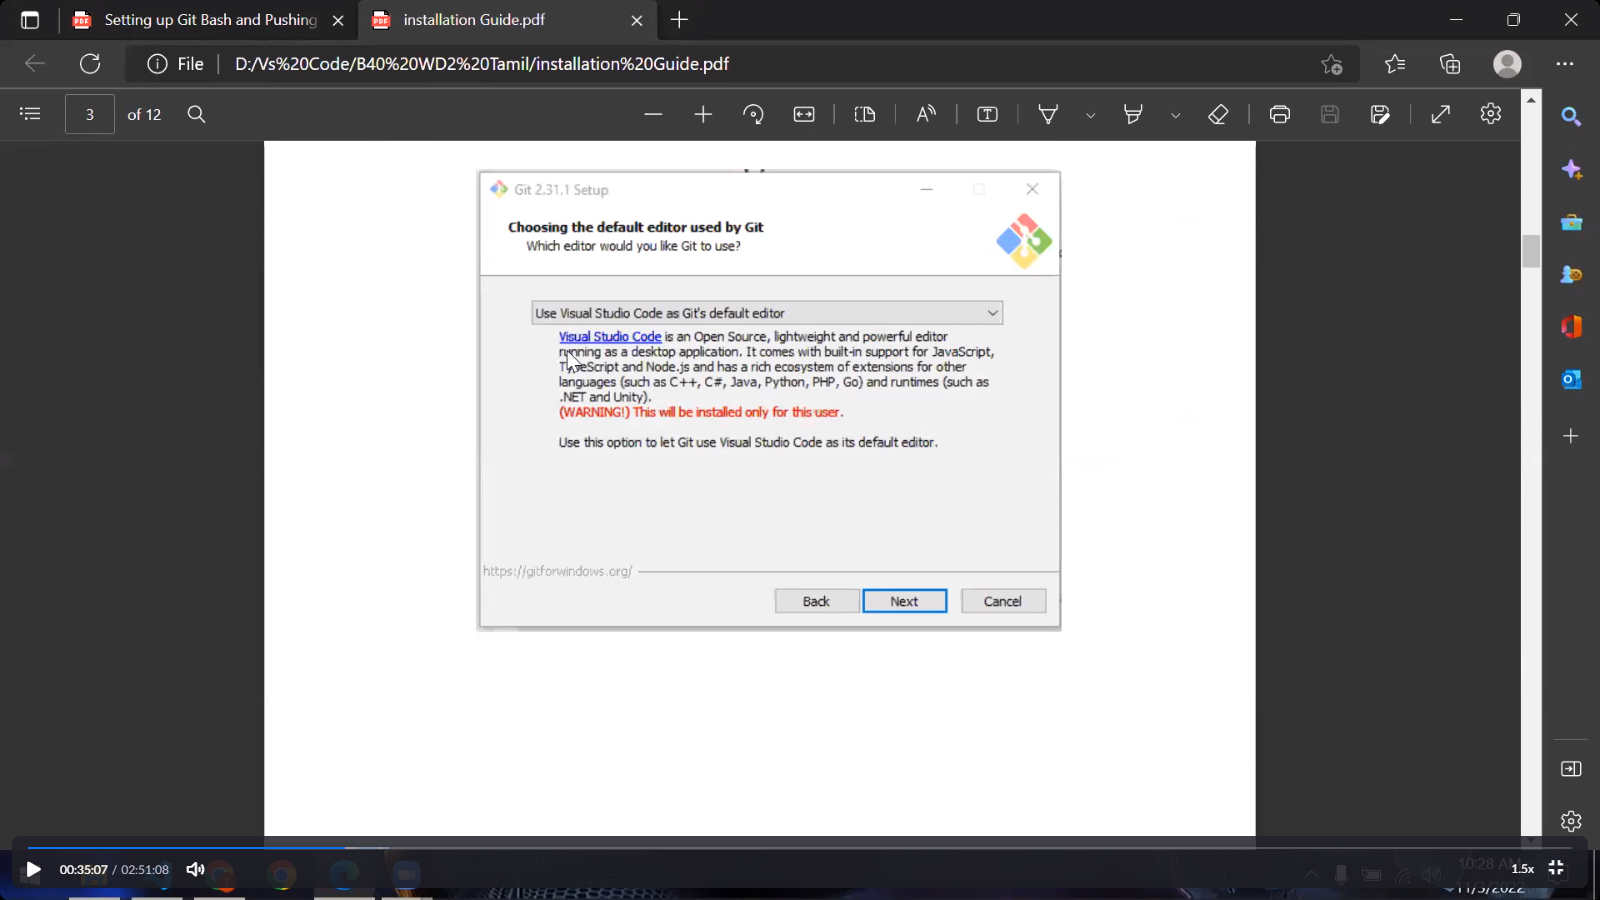 Setting up Git Bash and Pushing
installation Guide.pdf
File
D:/Vs%20Code/B40%20WD2%20Tamil/installation%20Guide.pdf
3
of 12
Git 2.31.1 Setup
Choosing the default editor used by Git
Which editor would you like Git to use?
Use Visual Studio Code as Git's default editor
Visual Studio Code is an Open Source, lightweight and powerful editor
running as a desktop application. It comes with built-in support for JavaScript,
TypeScript and Node.js and has a rich ecosystem of extensions for other
languages (such as C++, C#, Java, Python, PHP, Go) and runtimes (such as
.NET and Unity).
(WARNING!) This will be installed only for this user.
Use this option to let Git use Visual Studio Code as its default editor.
https://gitforwindows.org/
Back
Next
Cancel
00:35:07 / 02:51:08
1.5x
10:28 AM
11/5/2022